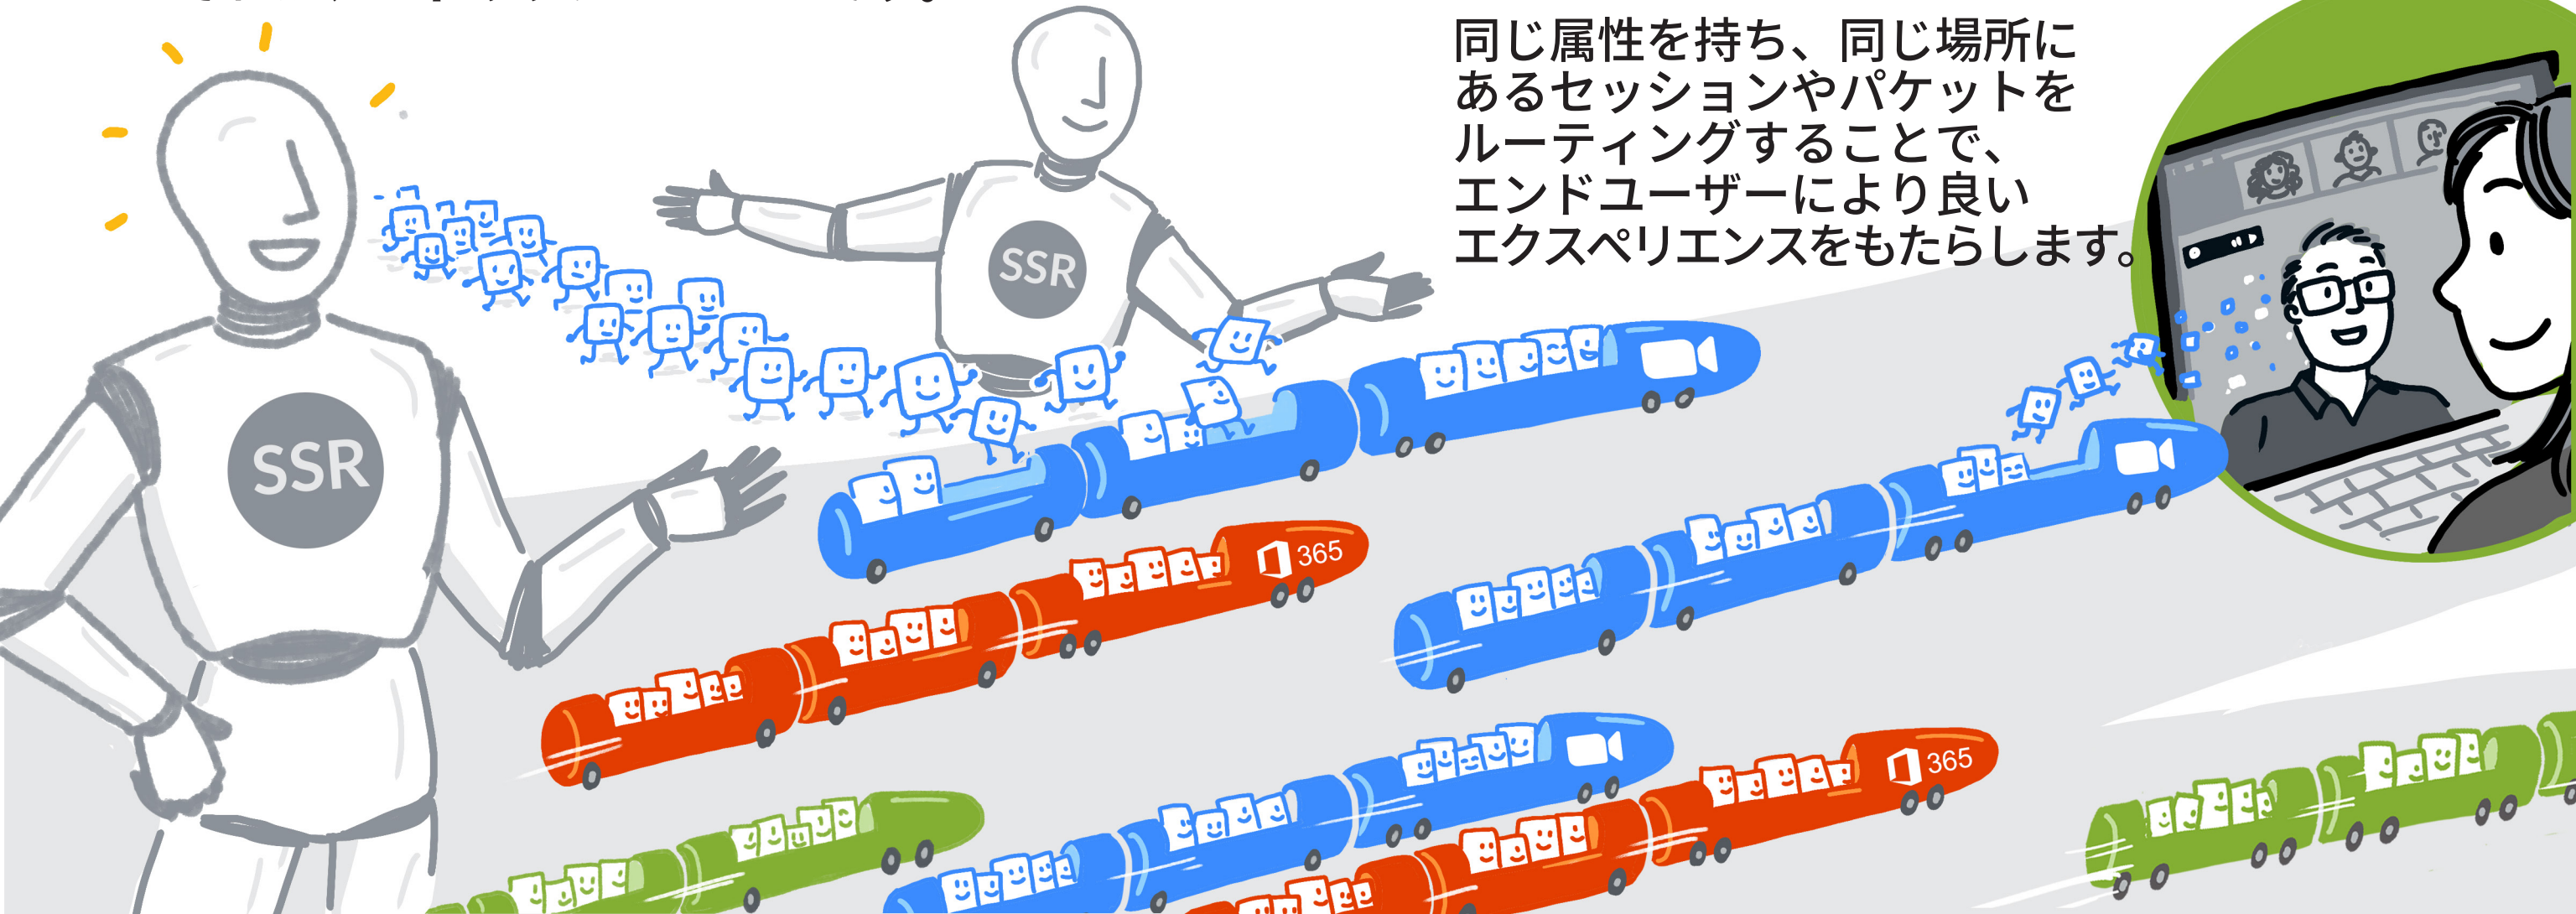 同じ属性を持ち、同じ場所に
あるセッションやパケットを
ルーティングすることで、
エンドユーザーにより良い
エクスペリエンスをもたらします。
SSR
SSR
365
365